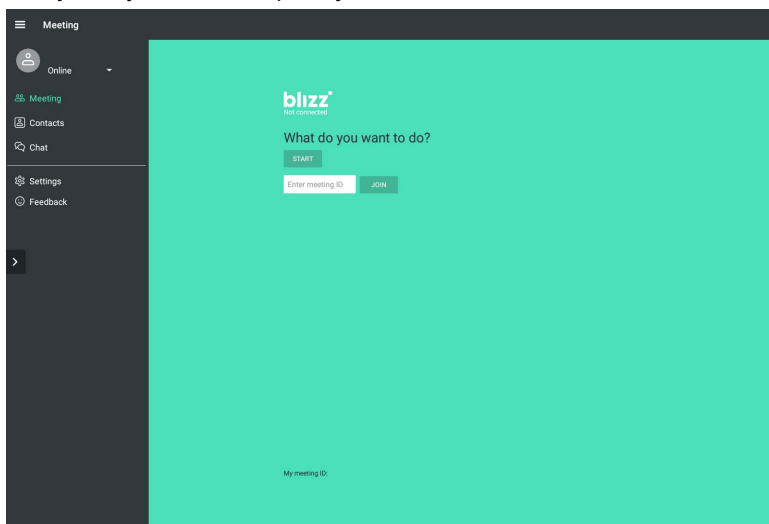 Meeting
Online
Meeting
Contacts
Chat
Settings
Feedback
blizz
Not connected
What do you want to do?
START
Enter meeting ID
JOIN
My meeting ID: